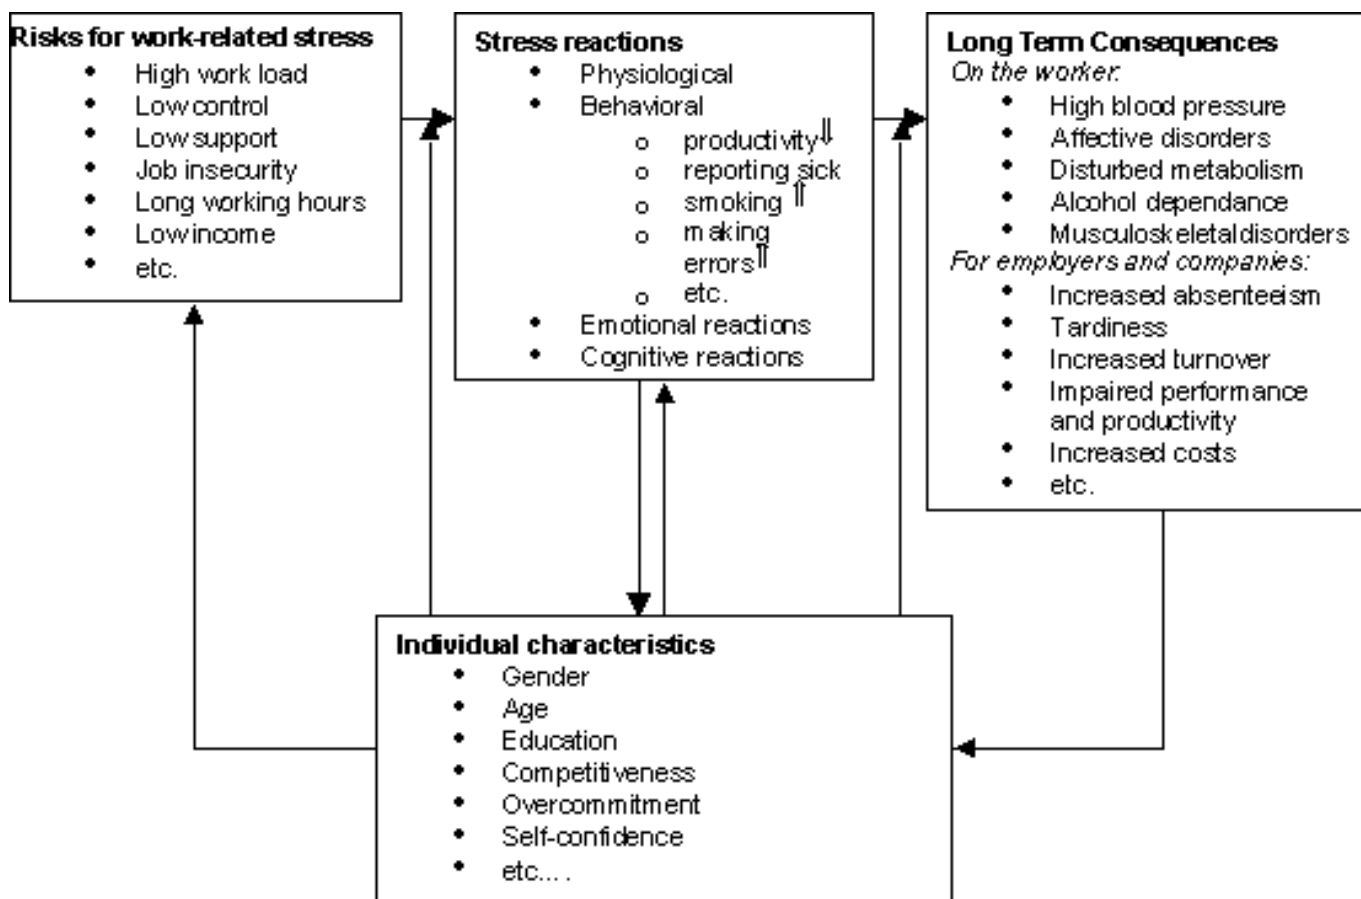 Risks for work-related stress
• High work load
• Low control
• Low support
• Job insecurity
• Long working hours
• Low income
• etc.
Stress reactions
• Physiological
• Behavioral
o productivity⇓
o reporting sick
o smoking ⇑
o making
errors⇑
o etc.
• Emotional reactions
• Cognitive reactions
Long Term Consequences
On the worker:
• High blood pressure
• Affective disorders
• Disturbed metabolism
• Alcohol dependance
• Musculoskeletal disorders
For employers and companies:
• Increased absenteeism
• Tardiness
• Increased turnover
• Impaired performance
and productivity
• Increased costs
• etc.
Individual characteristics
• Gender
• Age
• Education
• Competitiveness
• Overcommitment
• Self-confidence
• etc....